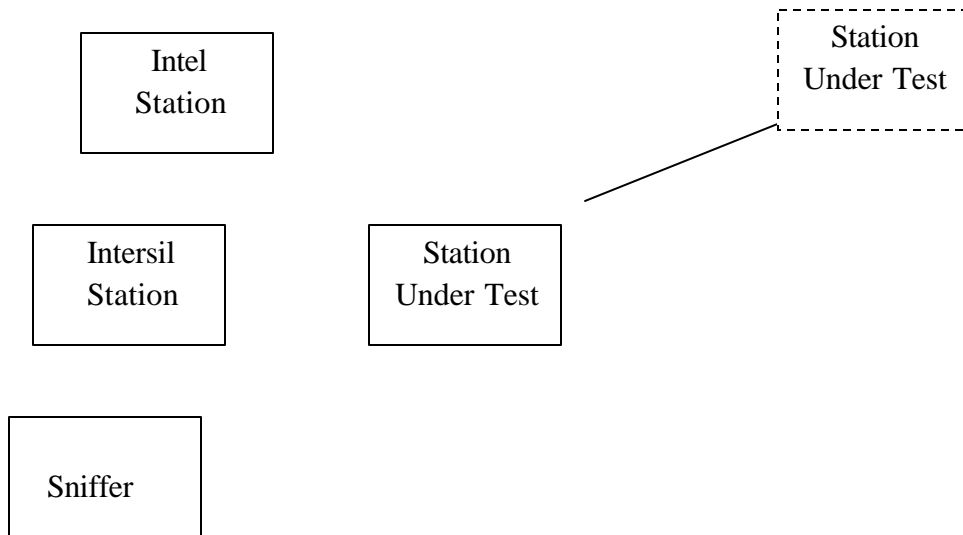 Station
Under Test
Intel
Station
Intersil
Station
Station
Under Test
Sniffer